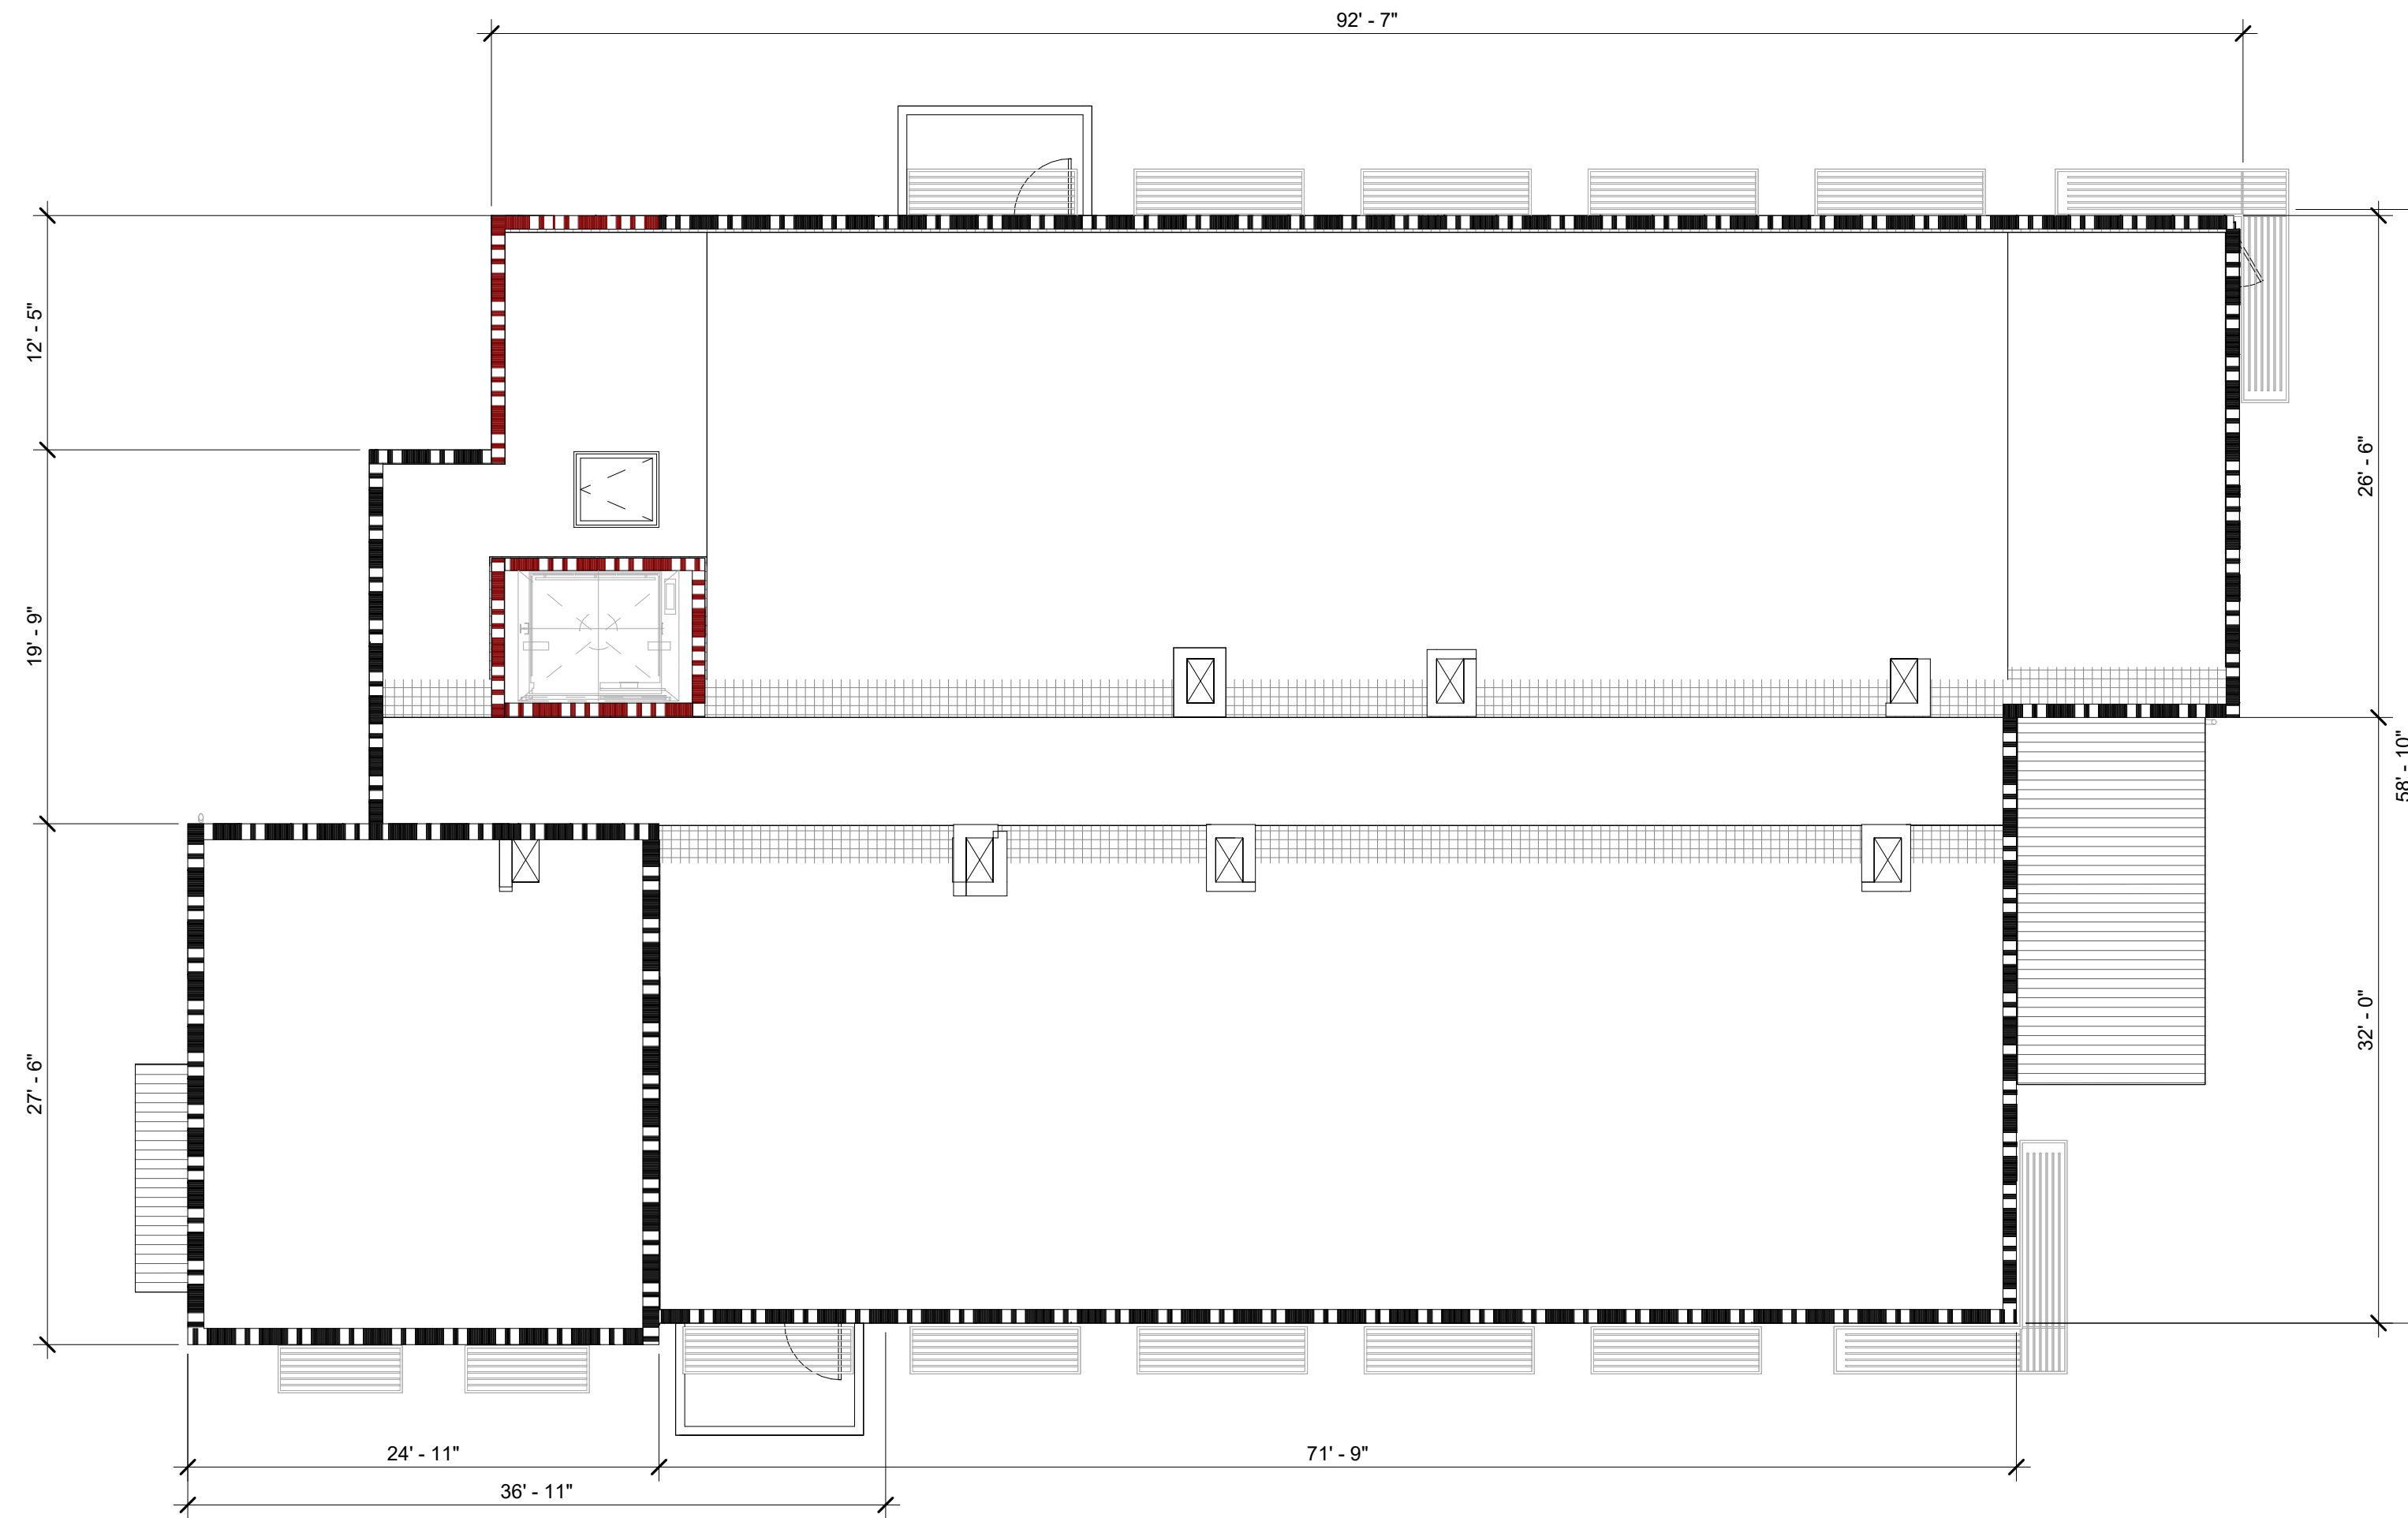 92' - 7"
12' - 5"
26' - 6"
19' - 9"
58' - 10"
32' - 0"
27' - 6"
24' - 11"
71' - 9"
36' - 11"